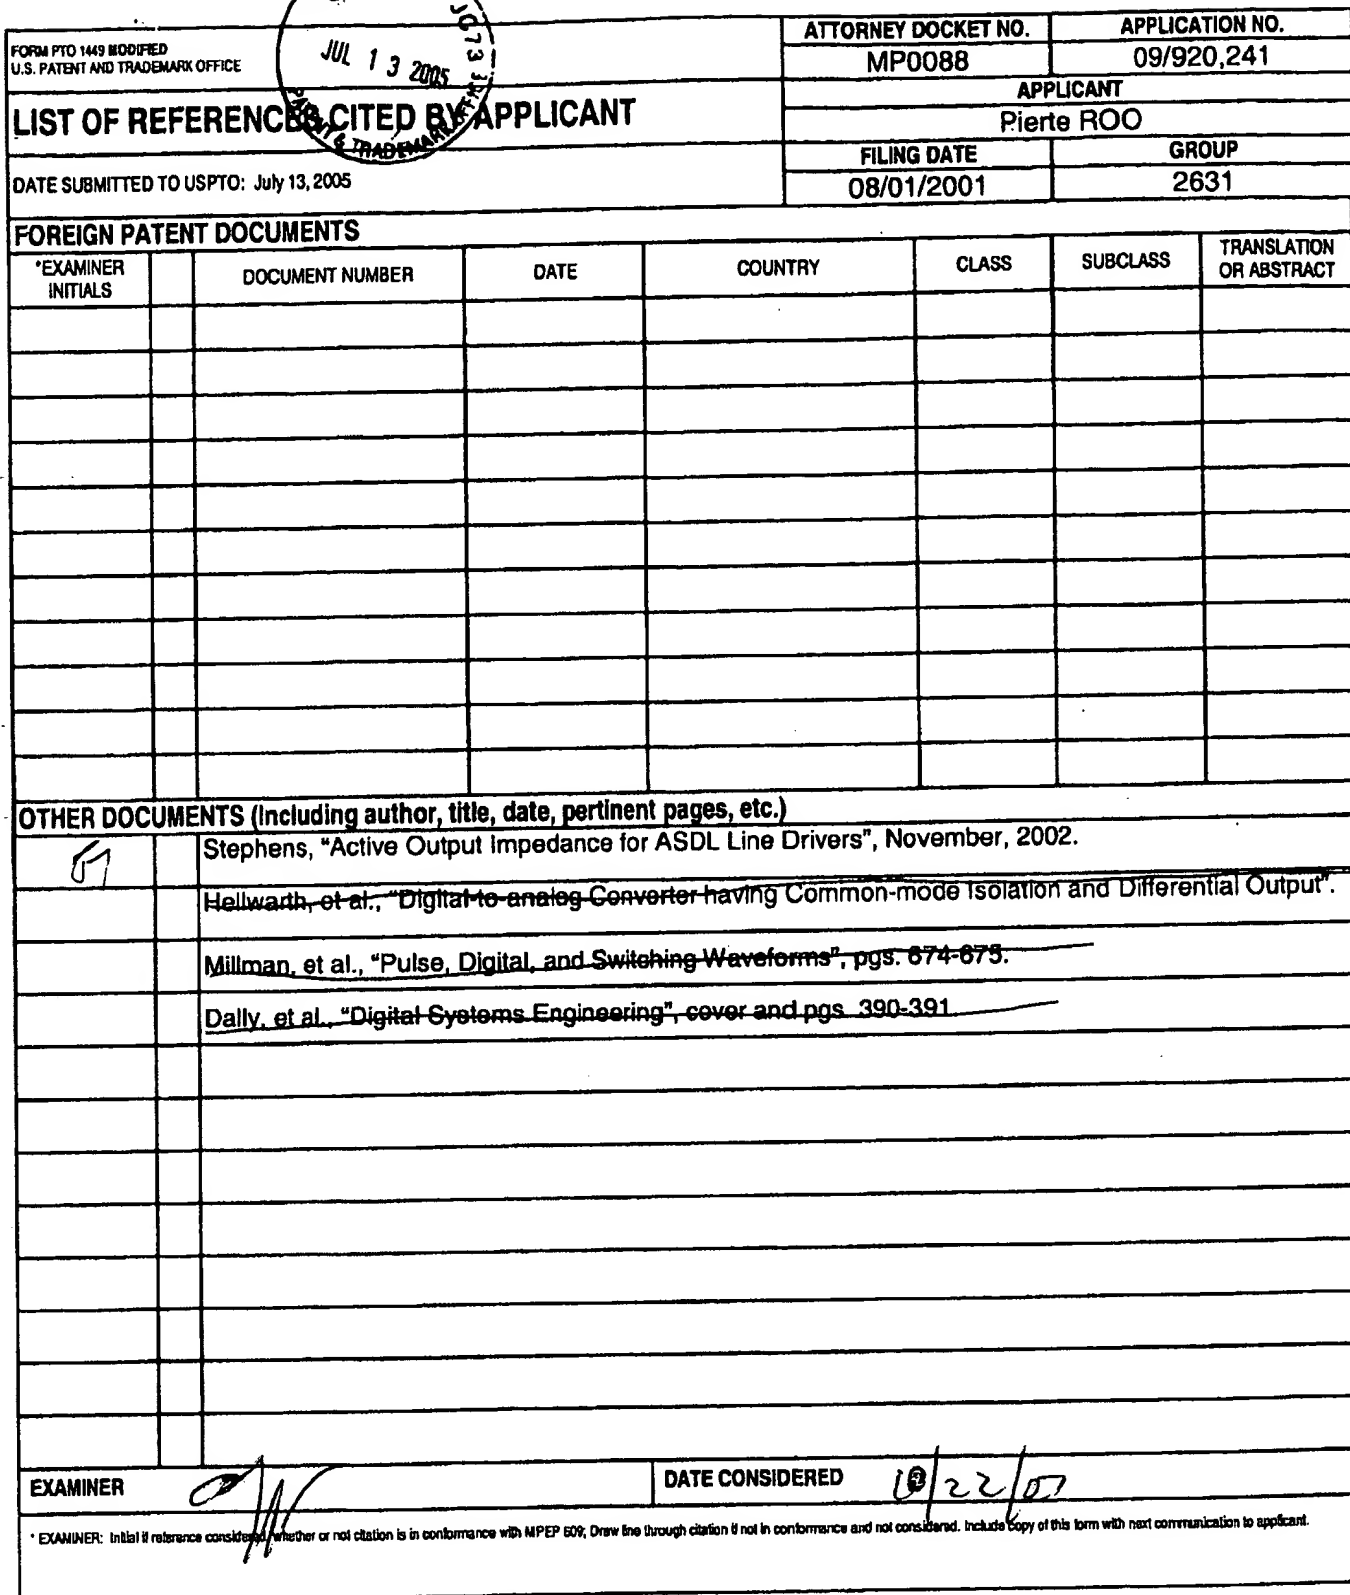 FORM PTO 1449 MODIFIED
U.S. PATENT AND TRADEMARK OFFICE
JUL 13 2005
PATENT & TRADEMARK OFFICE JC73
LIST OF REFERENCES CITED BY APPLICANT
DATE SUBMITTED TO USPTO: July 13, 2005
ATTORNEY DOCKET NO.
MP0088
APPLICATION NO.
09/920,241
APPLICANT
Pierte ROO
FILING DATE
08/01/2001
GROUP
2631
FOREIGN PATENT DOCUMENTS
*EXAMINER
INITIALS
DOCUMENT NUMBER
DATE
COUNTRY
CLASS
SUBCLASS
TRANSLATION
OR ABSTRACT
OTHER DOCUMENTS (Including author, title, date, pertinent pages, etc.)
Stephens, “Active Output Impedance for ASDL Line Drivers”, November, 2002.
Hellwarth, et al., “Digital-to-analog Converter having Common-mode Isolation and Differential Output”.
Millman, et al., “Pulse, Digital, and Switching Waveforms”, pgs. 674-675.
Dally, et al., “Digital Systems Engineering”, cover and pgs. 390-391.
EXAMINER
DATE CONSIDERED
10/22/07
* EXAMINER: Initial if reference considered, whether or not citation is in conformance with MPEP 609; Draw line through citation if not in conformance and not considered. Include copy of this form with next communication to applicant.